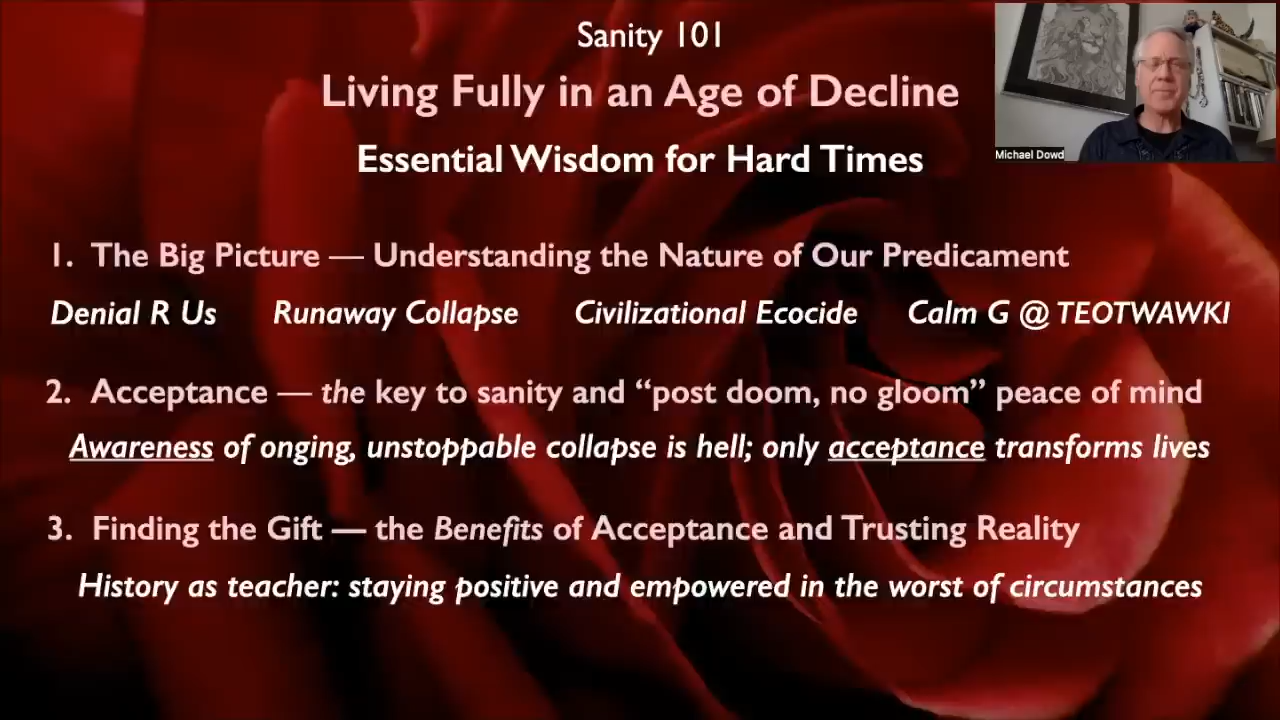 Sanity 101
Living Fully in an Age of Decline
Essential Wisdom for Hard Times
Michael Dowd
1. The Big Picture — Understanding the Nature of Our Predicament
Denial R Us Runaway Collapse Civilizational Ecocide Calm G @ TEOTWAWKI
2. Acceptance — the key to sanity and “post doom, no gloom” peace of mind
Awareness of onging, unstoppable collapse is hell; only acceptance transforms lives
3. Finding the Gift — the Benefits of Acceptance and Trusting Reality
History as teacher: staying positive and empowered in the worst of circumstances